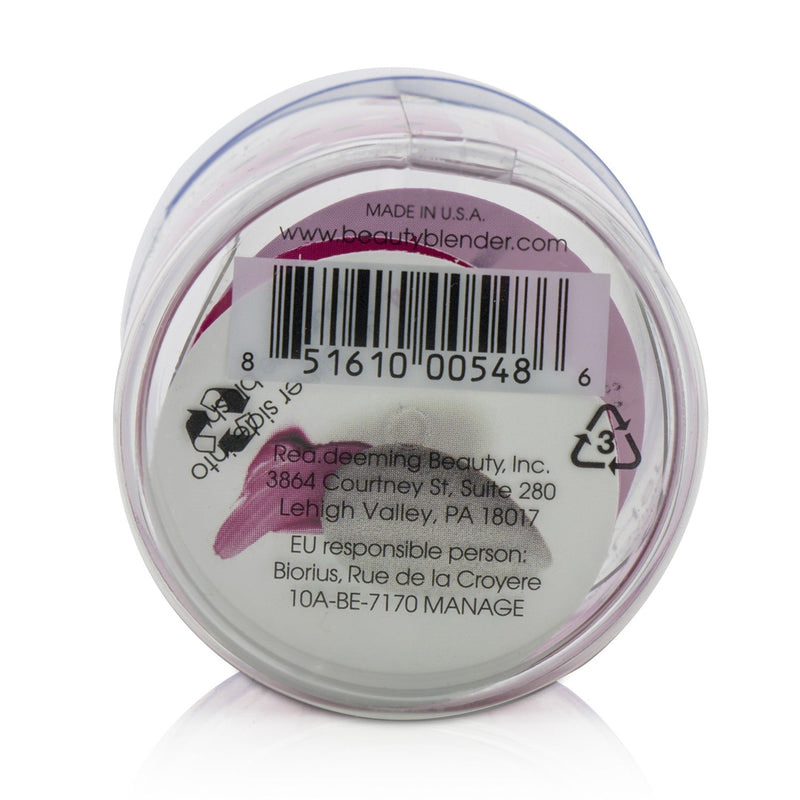 MADE IN U.S.A.
www.beautyblender.com
8 51610 00548 6
3
Rea.deeming Beauty, Inc.
3864 Courtney St, Suite 280
Lehigh Valley, PA 18017
EU responsible person:
Biorius, Rue de la Croyere
10A-BE-7170 MANAGE